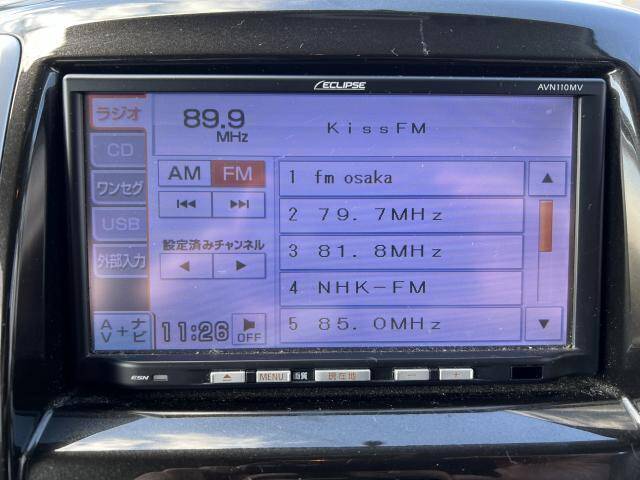 ECLIPSE
AVN110MV
ラジオ
89.9
MHz
KissFM
CD
AM FM
1 fm osaka
ワンセグ
2 79.7MHz
USB
設定済みチャンネル
3 81.8MHz
外部入力
4 NHK-FM
AV+ナビ
11:26
OFF
5 85.0MHz
ESN
MENU
画質
現在地